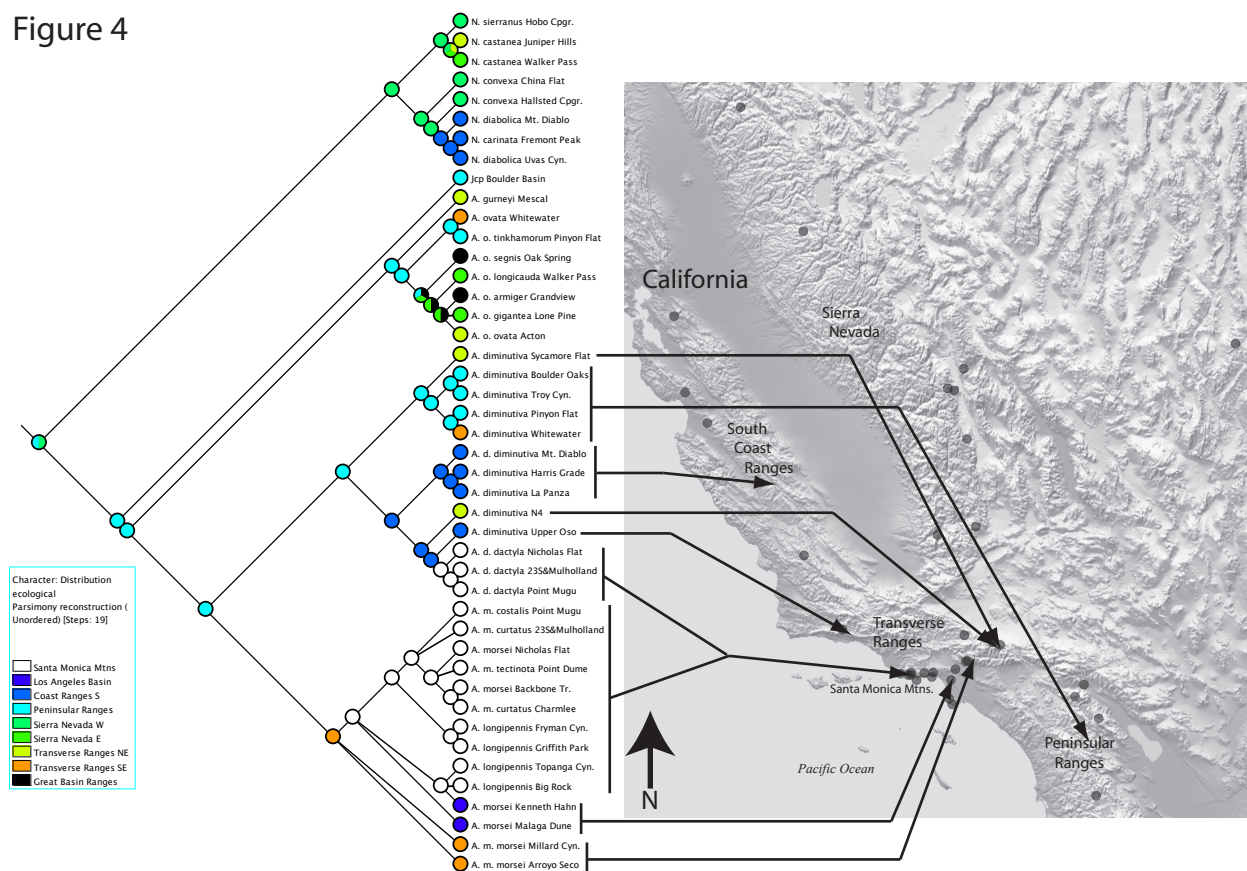 Figure 4
N. sierranus Hobo Cpgr.
N. castanea Juniper Hills
N. castanea Walker Pass
N. convexa China Flat
N. convexa Hallsted Cpgr.
N. diabolica Mt. Diablo
N. carinata Fremont Peak
N. diabolica Uvas Cyn.
Jcp Boulder Basin
A. gurneyi Mescal
A. ovata Whitewater
A. o. tinkhamorum Pinyon Flat
A. o. segnis Oak Spring
A. o. longicauda Walker Pass
A. o. armiger Grandview
A. o. gigantea Lone Pine
A. o. ovata Acton
A. diminutiva Sycamore Flat
A. diminutiva Boulder Oaks
A. diminutiva Troy Cyn.
A. diminutiva Pinyon Flat
A. diminutiva Whitewater
A. d. diminutiva Mt. Diablo
A. diminutiva Harris Grade
A. diminutiva La Panza
A. diminutiva N4
A. diminutiva Upper Oso
A. d. dactyla Nicholas Flat
A. d. dactyla 23S&Mulholland
A. d. dactyla Point Mugu
A. m. costalis Point Mugu
A. m. curtatus 23S&Mulholland
A. morsei Nicholas Flat
A. m. tectinota Point Dume
A. morsei Backbone Tr.
A. m. curtatus Charmlee
A. longipennis Fryman Cyn.
A. longipennis Griffith Park
A. longipennis Topanga Cyn.
A. longipennis Big Rock
A. morsei Kenneth Hahn
A. morsei Malaga Dune
A. m. morsei Millard Cyn.
A. m. morsei Arroyo Seco
Character: Distribution
ecological
Parsimony reconstruction (
Unordered) [Steps: 19]
Santa Monica Mtns
Los Angeles Basin
Coast Ranges S
Peninsular Ranges
Sierra Nevada W
Sierra Nevada E
Transverse Ranges NE
Transverse Ranges SE
Great Basin Ranges
California
Sierra
Nevada
South
Coast
Ranges
Transverse
Ranges
Santa Monica Mtns.
Peninsular
Ranges
Pacific Ocean
N